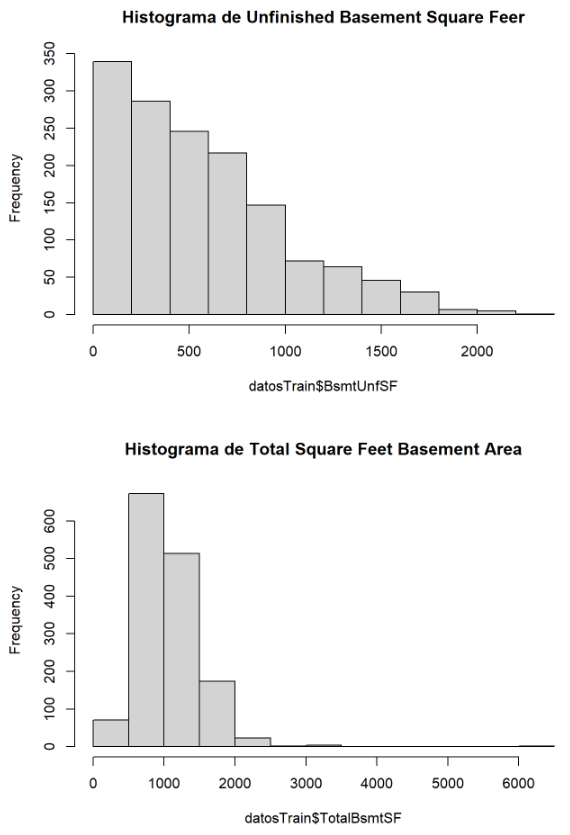 Histograma de Unfinished Basement Square Feer
Frequency
350
300
250
200
150
100
50
0
0 500 1000 1500 2000
datosTrain$BsmtUnfSF
Histograma de Total Square Feet Basement Area
Frequency
600
500
400
300
200
100
0
0 1000 2000 3000 4000 5000 6000
datosTrain$TotalBsmtSF